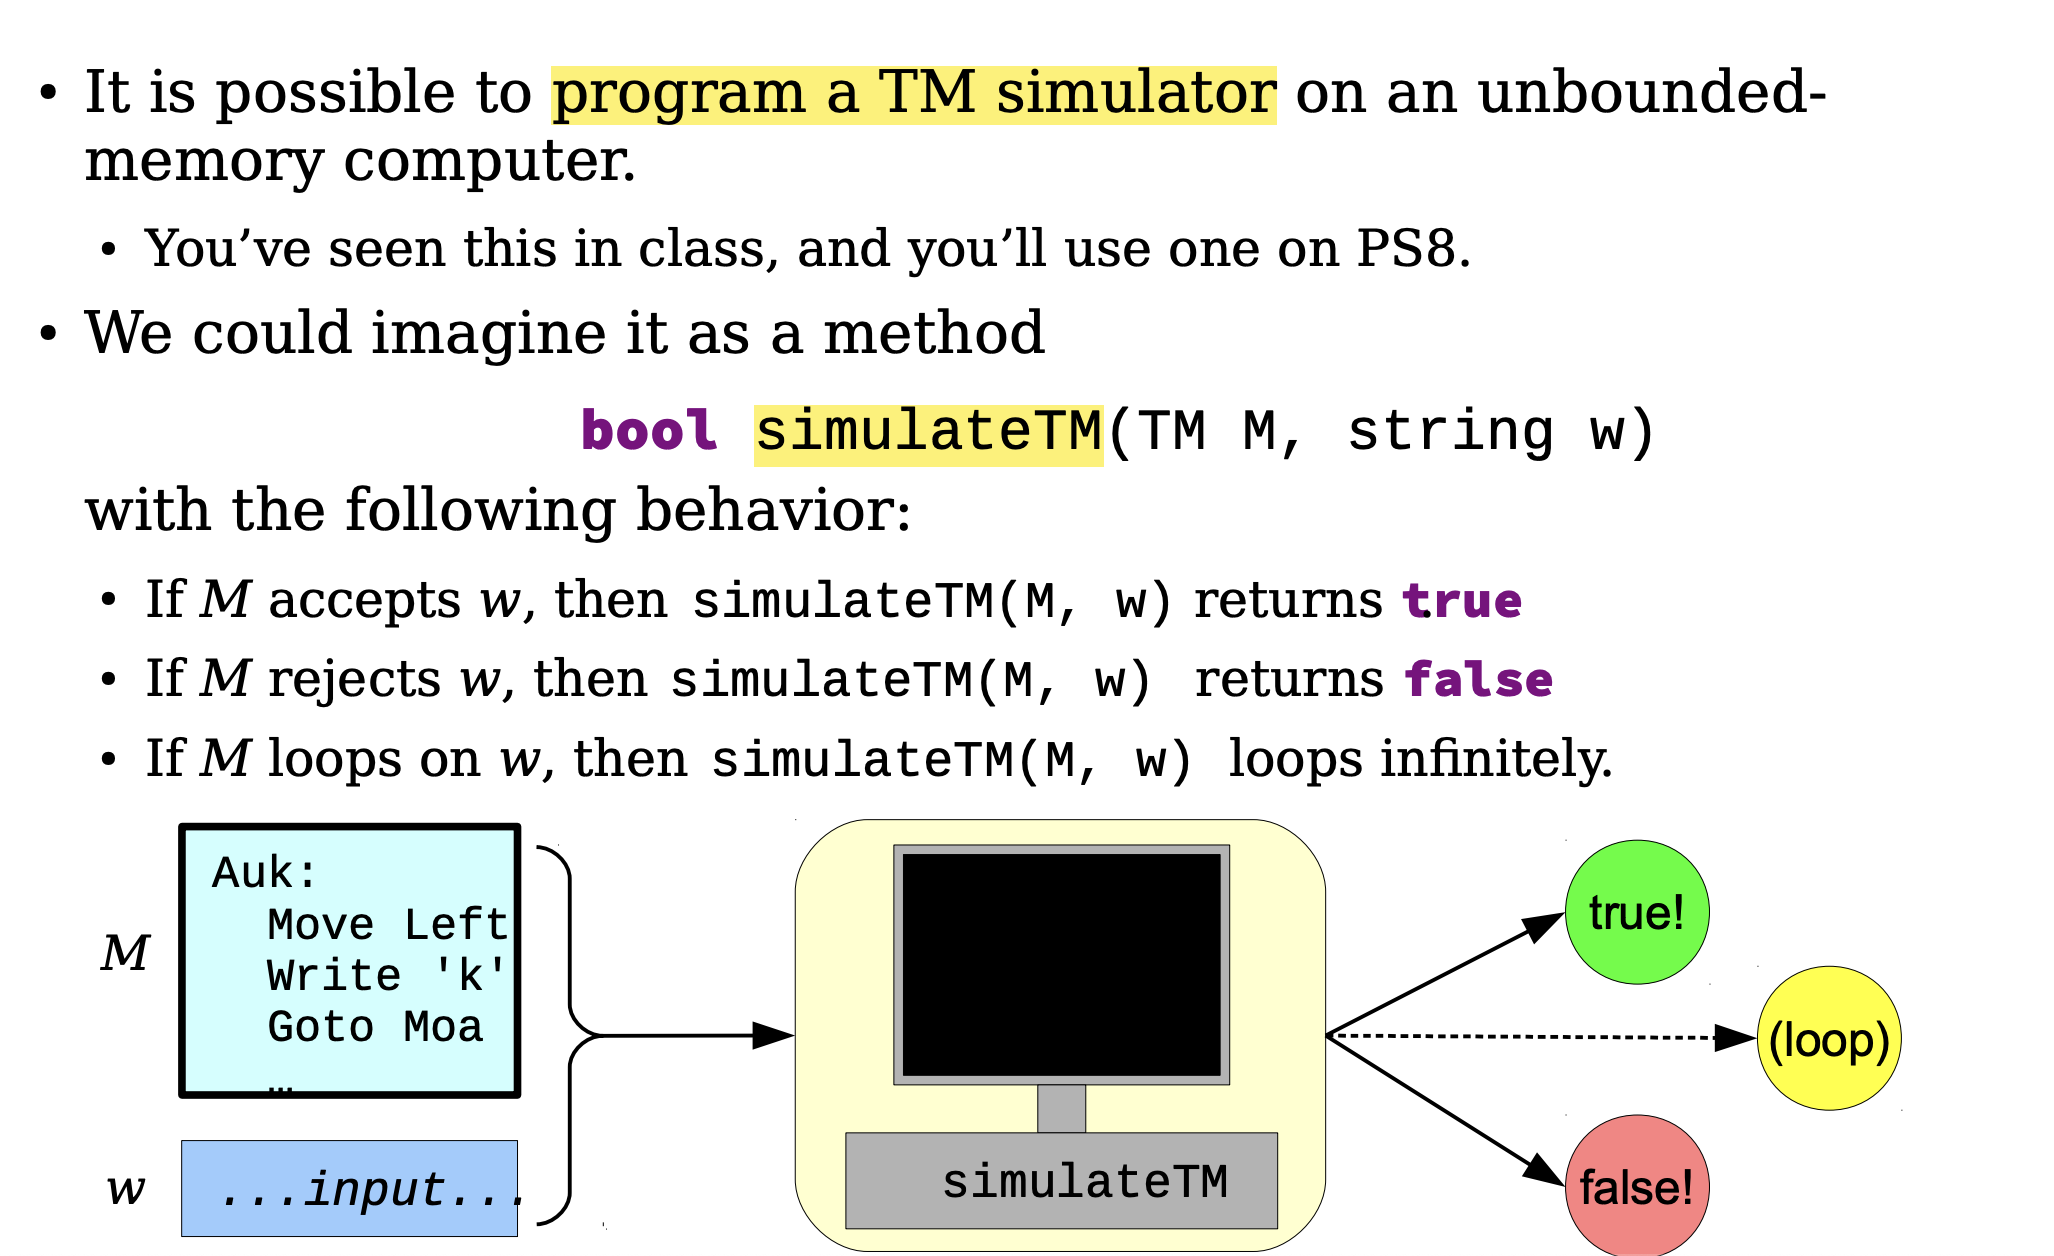 • It is possible to program a TM simulator on an unbounded-
memory computer.
• You’ve seen this in class, and you’ll use one on PS8.
• We could imagine it as a method
bool simulateTM(TM M, string w)
with the following behavior:
• If M accepts w, then simulateTM(M, w) returns true
• If M rejects w, then simulateTM(M, w) returns false
• If M loops on w, then simulateTM(M, w) loops infinitely.
M
Auk:
Move Left
Write 'k'
Goto Moa
…
w
...input...
simulateTM
true!
(loop)
false!